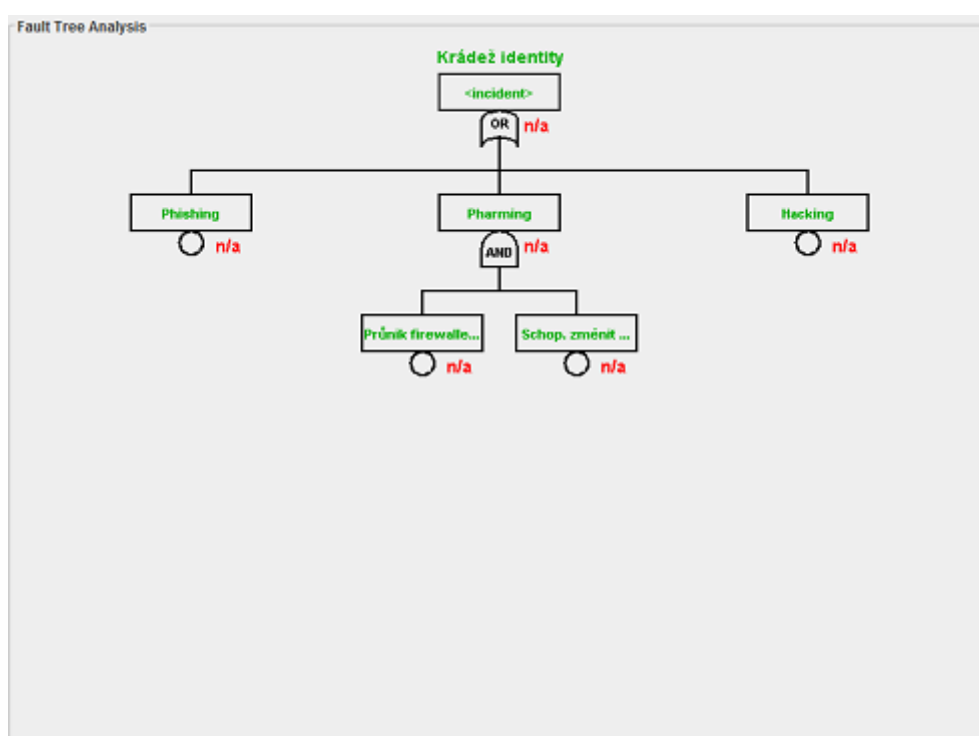 Fault Tree Analysis
Krádež identity
<incident>
OR n/a
Phishing Pharming Hacking
n/a AND n/a n/a
Průnik firewalle... Schop. změnit ...
n/a n/a